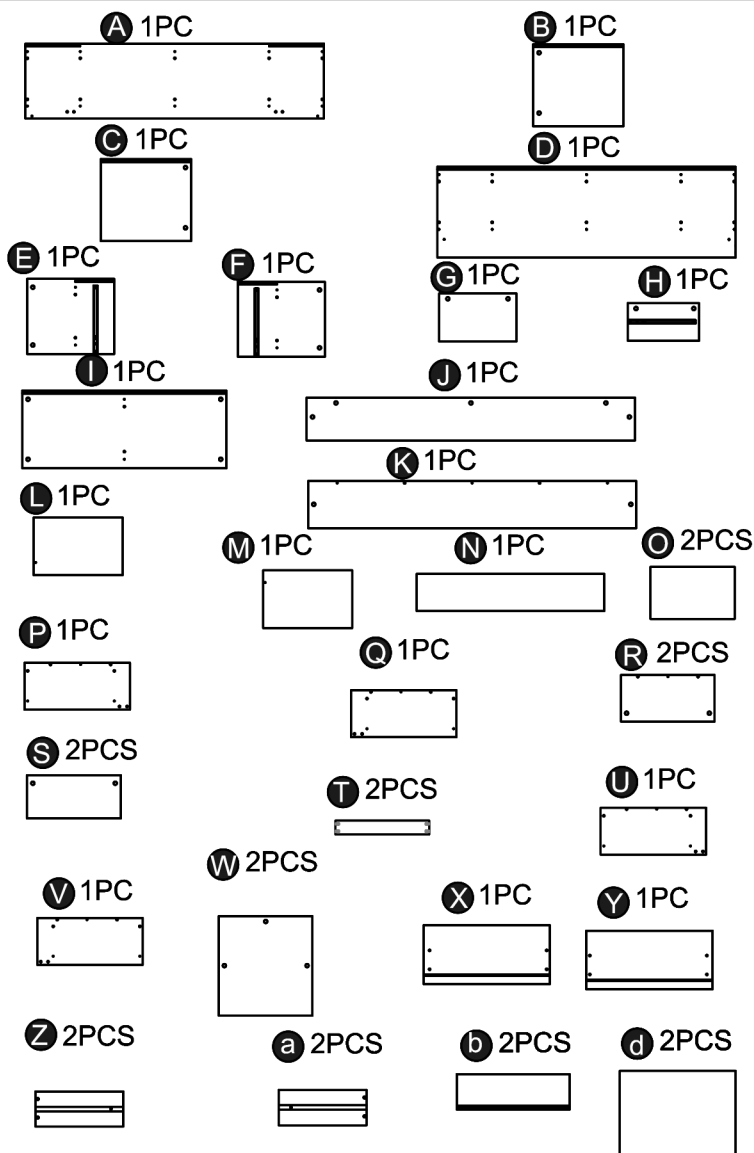 A 1PC
B 1PC
C 1PC
D 1PC
E 1PC
F 1PC
G 1PC
H 1PC
I 1PC
J 1PC
K 1PC
L 1PC
M 1PC
N 1PC
O 2PCS
P 1PC
Q 1PC
R 2PCS
S 2PCS
T 2PCS
U 1PC
V 1PC
W 2PCS
X 1PC
Y 1PC
Z 2PCS
a 2PCS
b 2PCS
d 2PCS